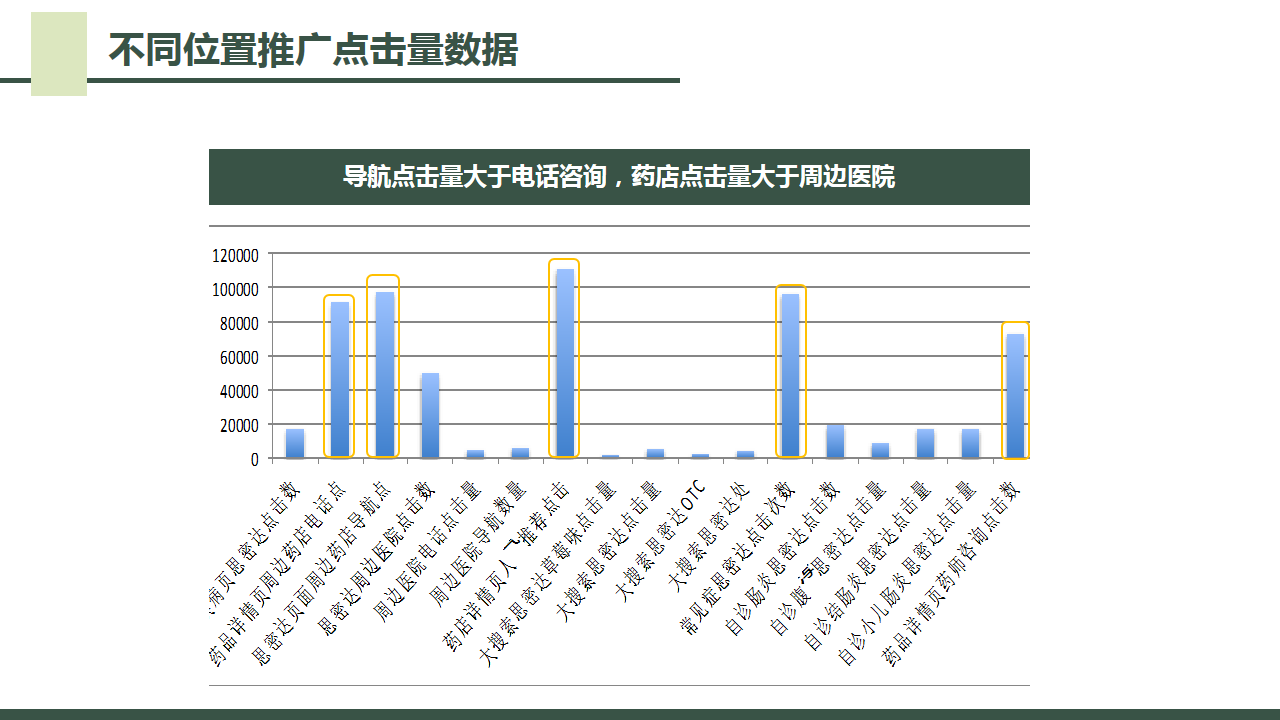 不同位置推广点击量数据
导航点击量大于电话咨询，药店点击量大于周边医院
120000
100000
80000
60000
40000
20000
0
病页思密达点击数
药品详情页周边药店电话点
思密达页面周边药店导航点
思密达周边医院点击数
周边医院电话点击量
周边医院导航数量
药店详情页人 推荐点击
大搜索思密达草莓味点击量
大搜索思密达点击量
大搜索思密达OTC
大搜索思密达处
常见症思密达点击次数
自诊肠炎思密达点击数
自诊腹 思密达点击量
自诊结肠炎思密达点击量
自诊小儿肠炎思密达点击量
药品详情页药师咨询点击数